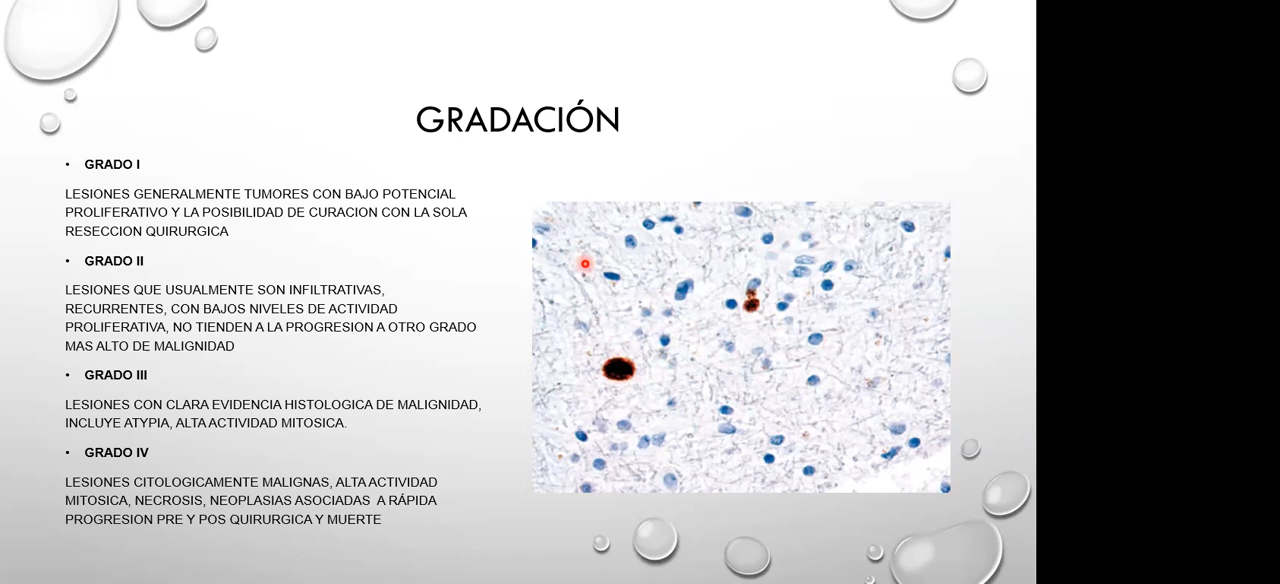 GRADACIÓN
• GRADO I
LESIONES GENERALMENTE TUMORES CON BAJO POTENCIAL
PROLIFERATIVO Y LA POSIBILIDAD DE CURACION CON LA SOLA
RESECCION QUIRURGICA
• GRADO II
LESIONES QUE USUALMENTE SON INFILTRATIVAS,
RECURRENTES, CON BAJOS NIVELES DE ACTIVIDAD
PROLIFERATIVA, NO TIENDEN A LA PROGRESION A OTRO GRADO
MAS ALTO DE MALIGNIDAD
• GRADO III
LESIONES CON CLARA EVIDENCIA HISTOLOGICA DE MALIGNIDAD,
INCLUYE ATYPIA, ALTA ACTIVIDAD MITOSICA.
• GRADO IV
LESIONES CITOLOGICAMENTE MALIGNAS, ALTA ACTIVIDAD
MITOSICA, NECROSIS, NEOPLASIAS ASOCIADAS A RÁPIDA
PROGRESION PRE Y POS QUIRURGICA Y MUERTE